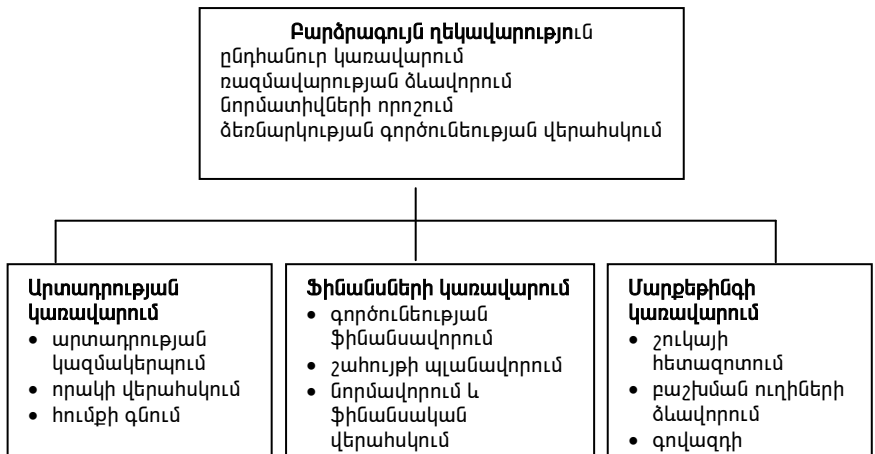 Բարձրագույն ղեկավարություն
ընդհանուր կառավարում
ռազմավարության ձևավորում
նորմատիվների որոշում
ձեռնարկության գործունեության վերահսկում
Արտադրության
կառավարում
• արտադրության
կազմակերպում
• որակի վերահսկում
• հումքի գնում
Ֆինանսների կառավարում
• գործունեության
ֆինանսավորում
• շահույթի պլանավորում
• նորմավորում և
ֆինանսական
վերահսկում
Մարքեթինգի
կառավարում
• շուկայի
հետազոտում
• բաշխման ուղիների
ձևավորում
• գովազդի